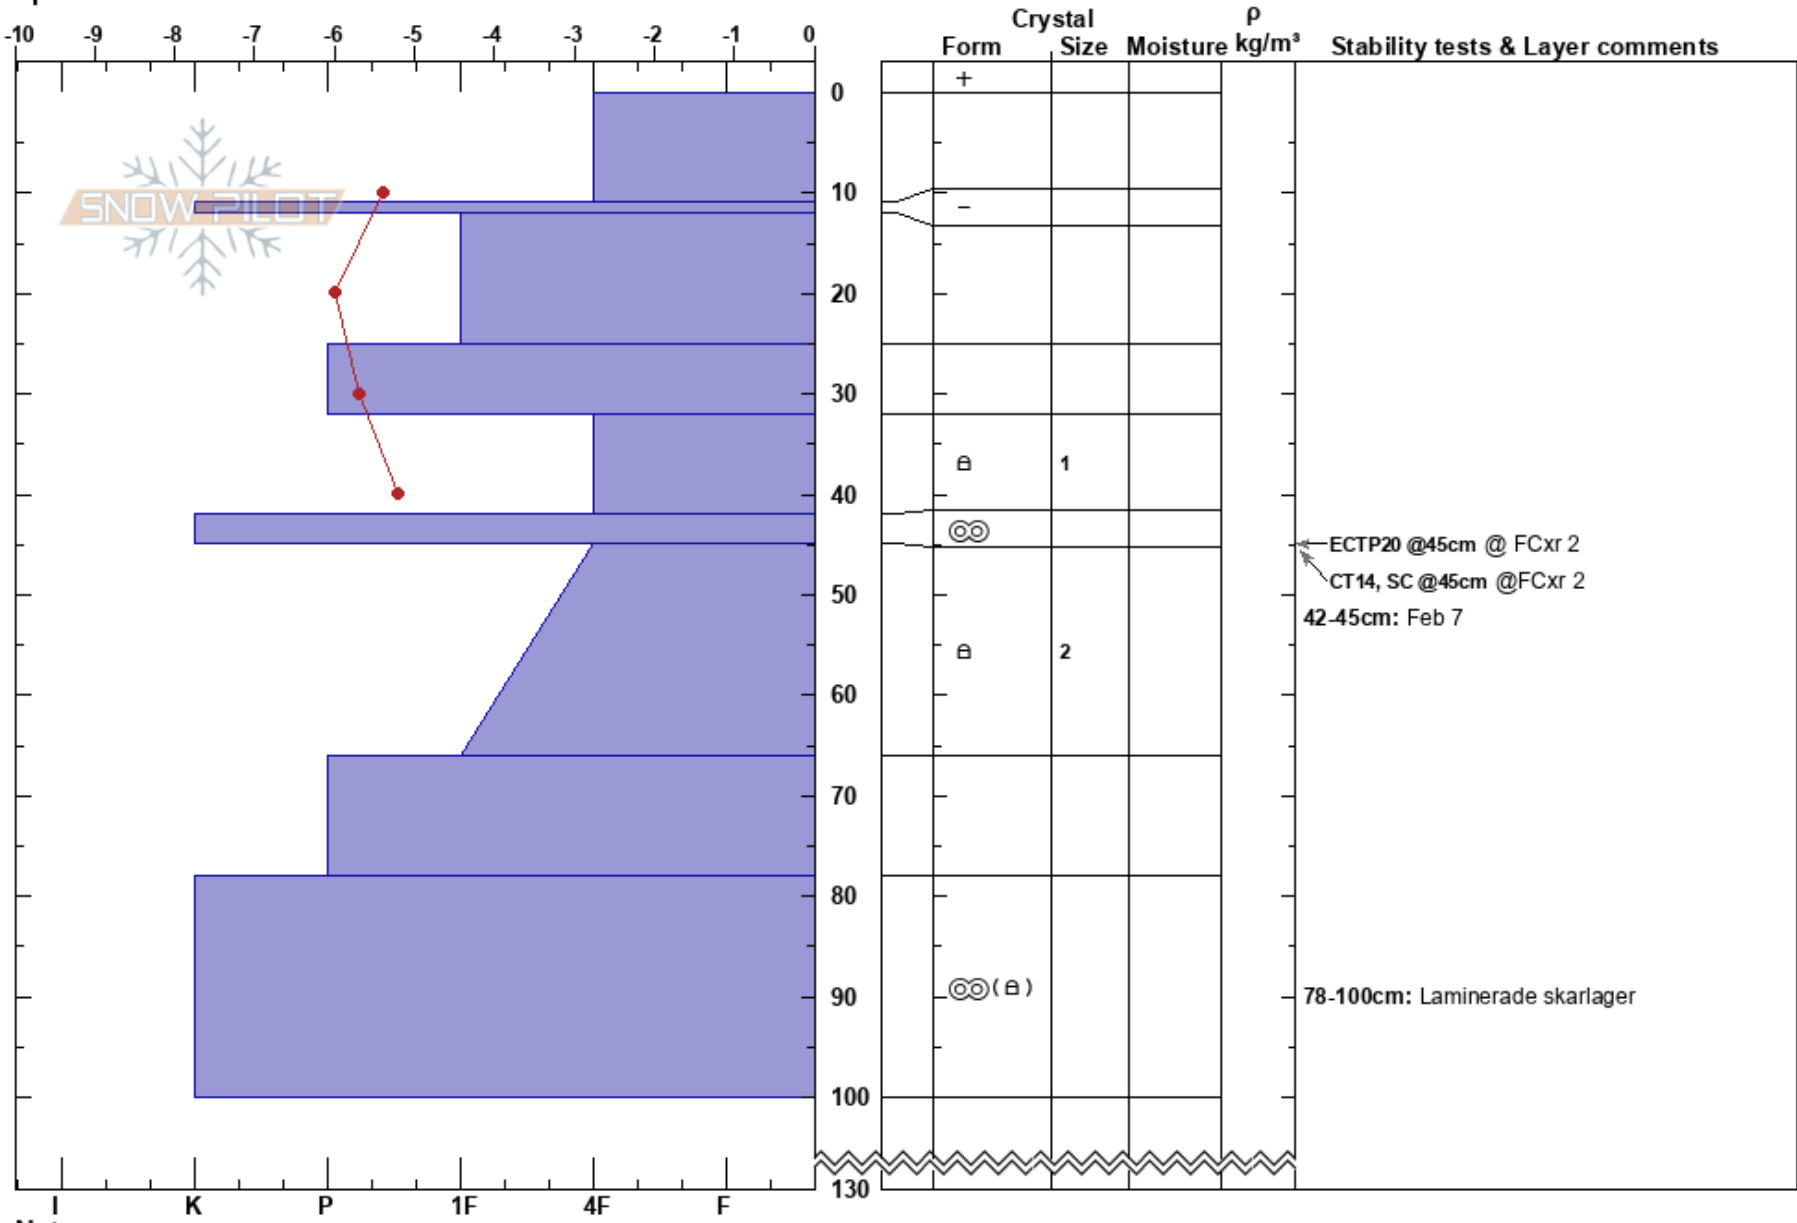 Crystal ρ
-10 -9 -8 -7 -6 -5 -4 -3 -2 -1 0
Form Size Moisture kg/m³ Stability tests & Layer comments
+
0
SNOW PILOT
10
20
30
1
40
ECTP20 @45cm @ FCxr 2
CT14, SC @45cm @FCxr 2
50
42-45cm: Feb 7
2
60
70
80
( )
90
78-100cm: Laminerade skarlager
100
130
I K P 1F 4F F